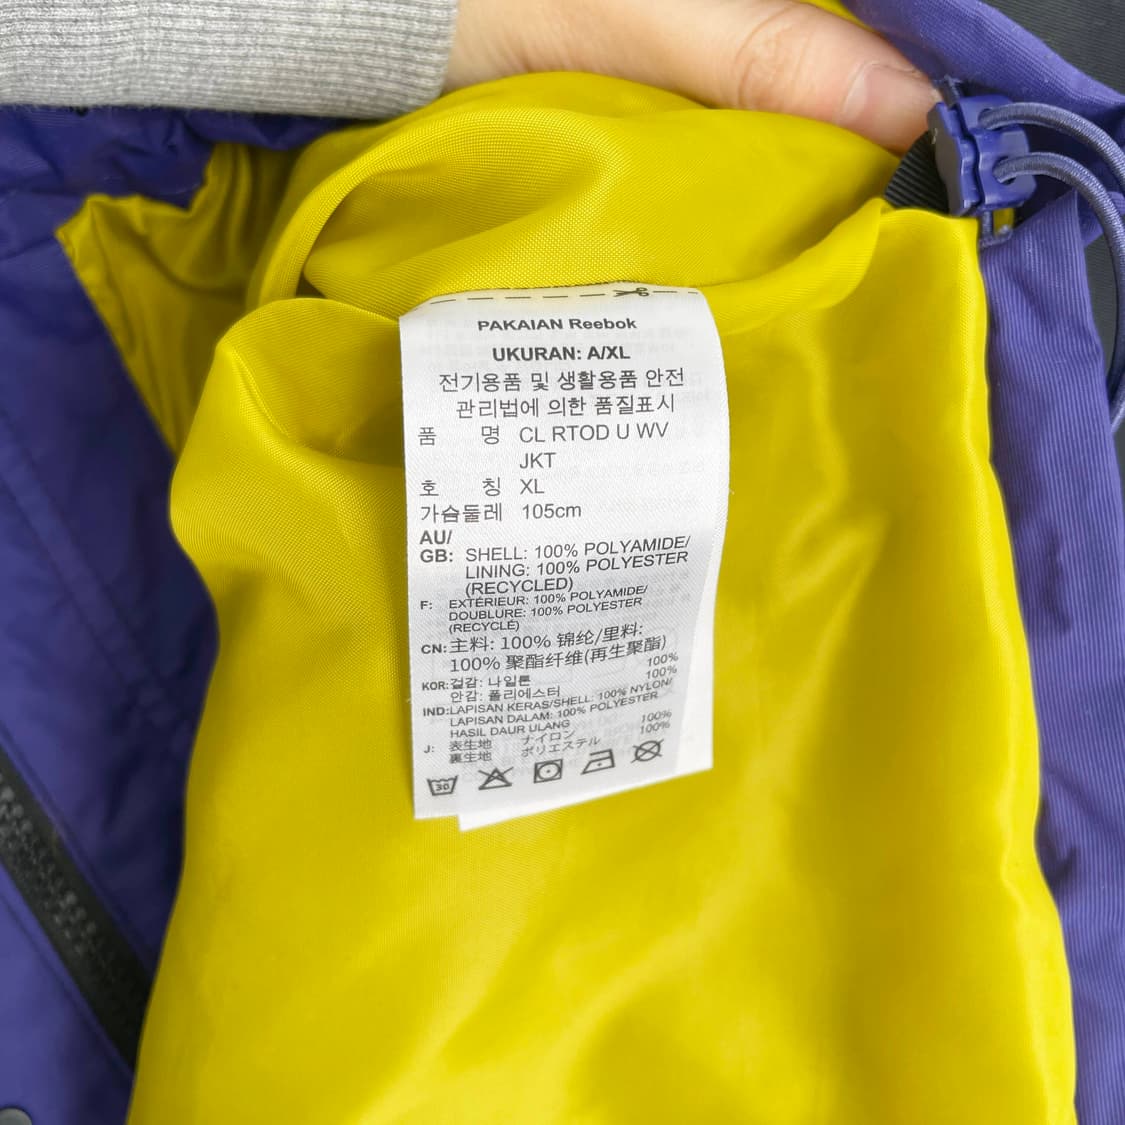 PAKAIAN Reebok
UKURAN: A/XL
전기용품 및 생활용품 안전
관리법에 의한 품질표시
품 명 CL RTOD U WV
JKT
호 칭 XL
가슴둘레 105cm
AU/
GB: SHELL: 100% POLYAMIDE/
LINING: 100% POLYESTER
(RECYCLED)
F: EXTÉRIEUR: 100% POLYAMIDE/
DOUBLURE: 100% POLYESTER
(RECYCLÉ)
CN: 主料: 100% 锦纶/里料:
100% 聚酯纤维(再生聚酯)
KOR: 겉감: 나일론 100%
안감: 폴리에스터 100%
IND: LAPISAN KERAS/SHELL: 100% NYLON/
LAPISAN DALAM: 100% POLYESTER
HASIL DAUR ULANG
J: 表生地 ナイロン 100%
裏生地 ポリエステル 100%
30